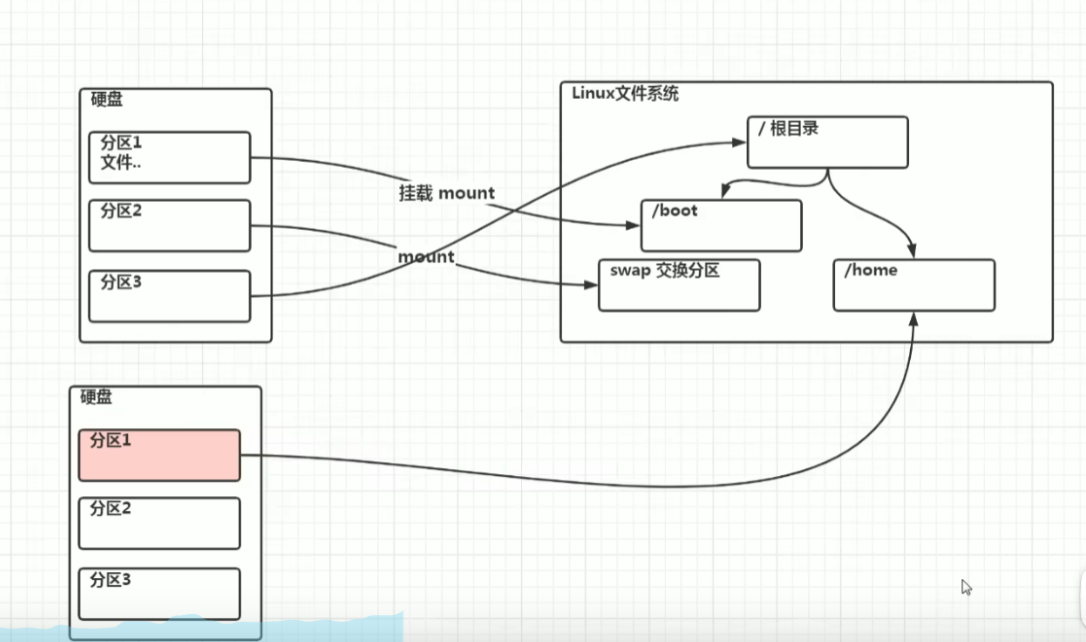 硬盘
分区1
文件..
分区2
分区3
挂载 mount
mount
Linux文件系统
/ 根目录
/boot
swap 交换分区
/home
硬盘
分区1
分区2
分区3